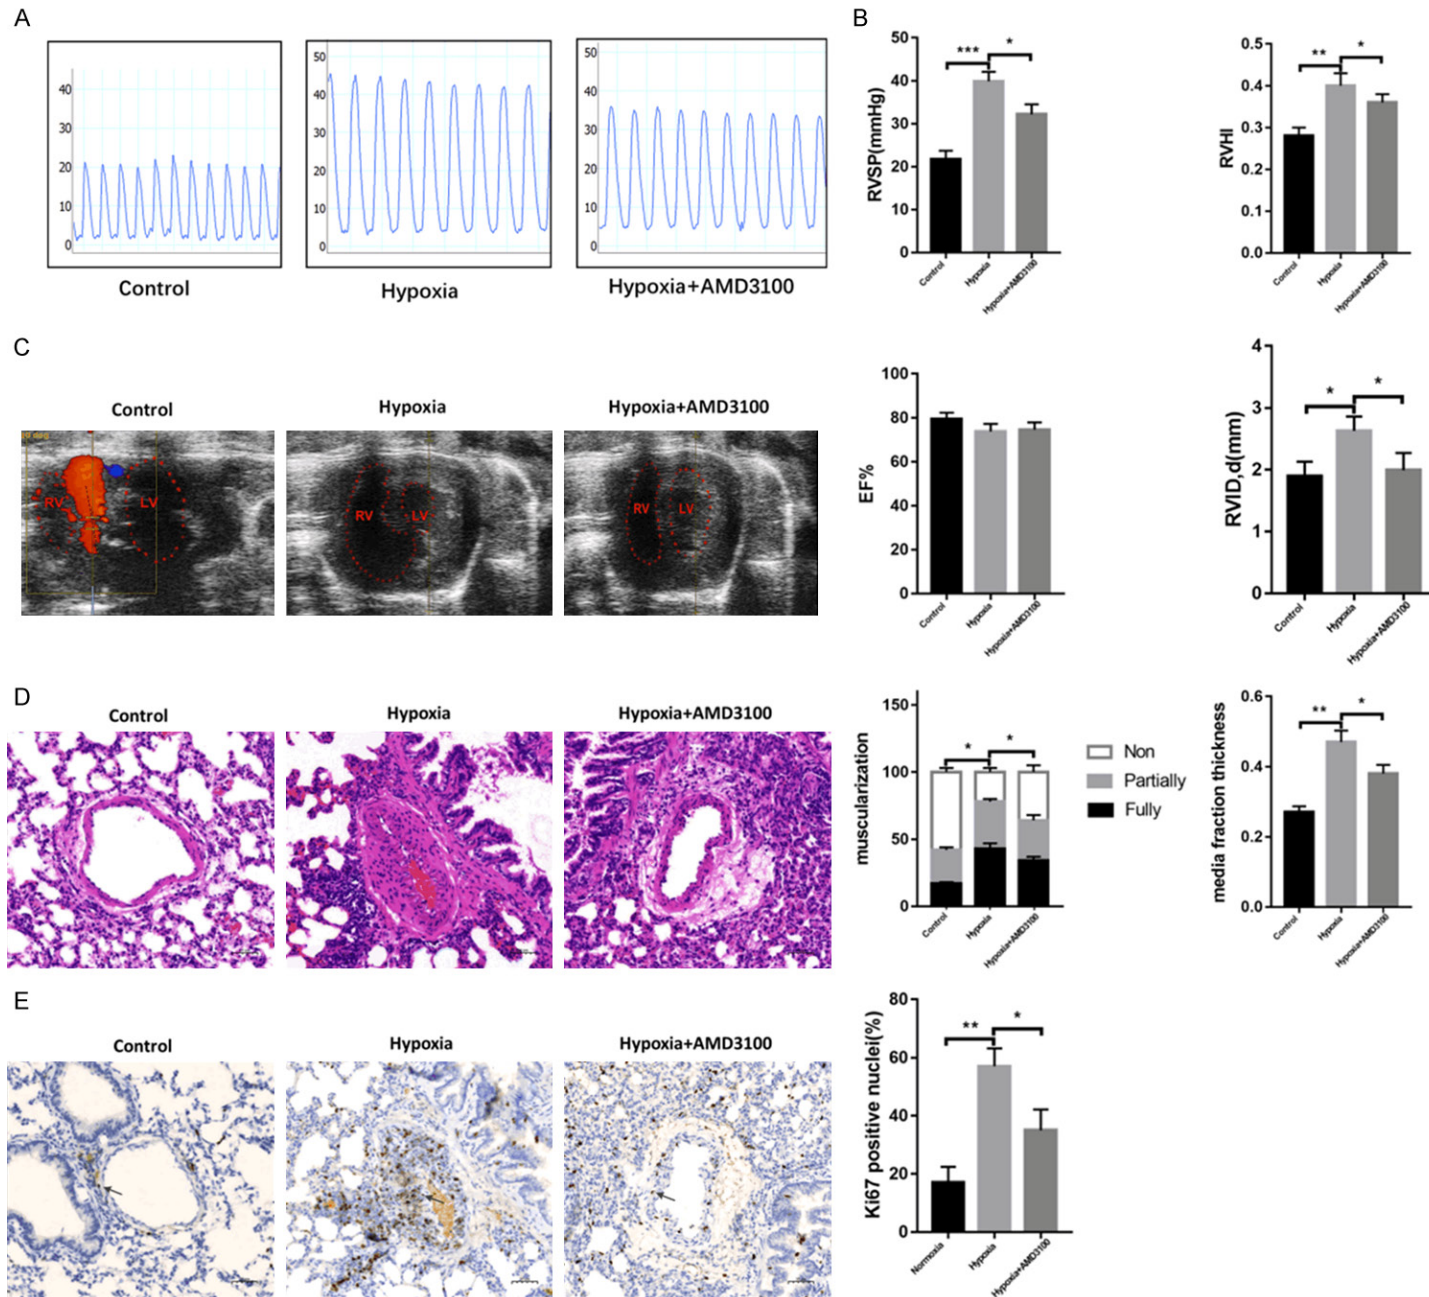 A
50
40
30
20
10
0
Control
50
40
30
20
10
0
Hypoxia
50
40
30
20
10
0
Hypoxia+AMD3100
B
RVSP(mmHg)
50
40
30
20
10
0
***
*
Control
Hypoxia
Hypoxia+AMD3100
RVHI
0.5
0.4
0.3
0.2
0.1
0.0
**
*
Control
Hypoxia
Hypoxia+AMD3100
C
Control
RV
LV
Hypoxia
RV
LV
Hypoxia+AMD3100
RV
LV
EF%
100
80
60
40
20
0
Control
Hypoxia
Hypoxia+AMD3100
RVID,d(mm)
4
3
2
1
0
*
*
Control
Hypoxia
Hypoxia+AMD3100
D
Control
Hypoxia
Hypoxia+AMD3100
muscularization
150
100
50
0
*
*
Control
Hypoxia
Hypoxia+AMD3100
Non
Partially
Fully
media fraction thickness
0.6
0.4
0.2
0.0
**
*
Control
Hypoxia
Hypoxia+AMD3100
E
Control
Hypoxia
Hypoxia+AMD3100
Ki67 positive nuclei(%)
80
60
40
20
0
**
*
Normoxia
Hypoxia
Hypoxia+AMD3100